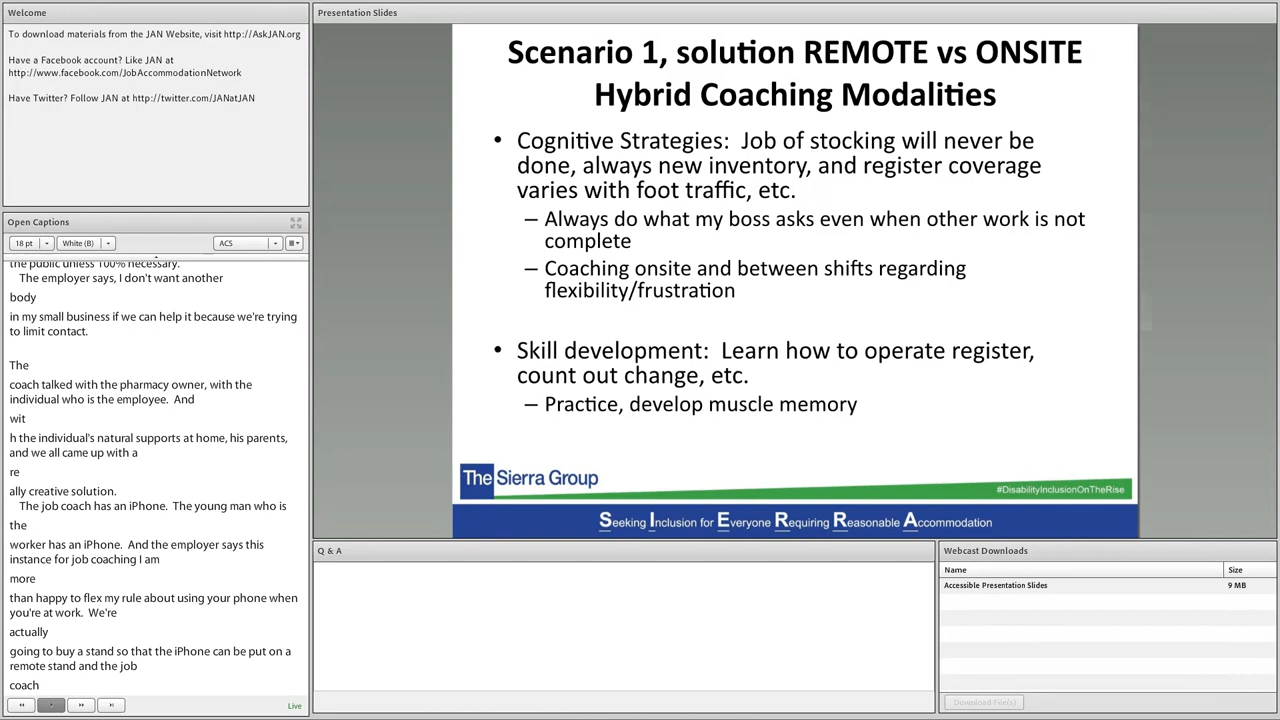 Welcome
To download materials from the JAN Website, visit http://AskJAN.org
Have a Facebook account? Like JAN at
http://www.facebook.com/JobAccommodationNetwork
Have Twitter? Follow JAN at http://twitter.com/JANatJAN
Open Captions
18 pt
White (B)
ACS
the public unless 100% necessary.
The employer says, I don't want another
body
in my small business if we can help it because we're trying
to limit contact.
The
coach talked with the pharmacy owner, with the
individual who is the employee. And
wit
h the individual's natural supports at home, his parents,
and we all came up with a
re
ally creative solution.
The job coach has an iPhone. The young man who is
the
worker has an iPhone. And the employer says this
instance for job coaching I am
more
than happy to flex my rule about using your phone when
you're at work. We're
actually
going to buy a stand so that the iPhone can be put on a
remote stand and the job
coach
Live
Presentation Slides
Scenario 1, solution REMOTE vs ONSITE
Hybrid Coaching Modalities
• Cognitive Strategies: Job of stocking will never be
done, always new inventory, and register coverage
varies with foot traffic, etc.
– Always do what my boss asks even when other work is not
complete
– Coaching onsite and between shifts regarding
flexibility/frustration
• Skill development: Learn how to operate register,
count out change, etc.
– Practice, develop muscle memory
The Sierra Group
#DisabilityInclusionOnTheRise
Seeking Inclusion for Everyone Requiring Reasonable Accommodation
Q & A
Webcast Downloads
Name Size
Accessible Presentation Slides 9 MB
Download File(s)